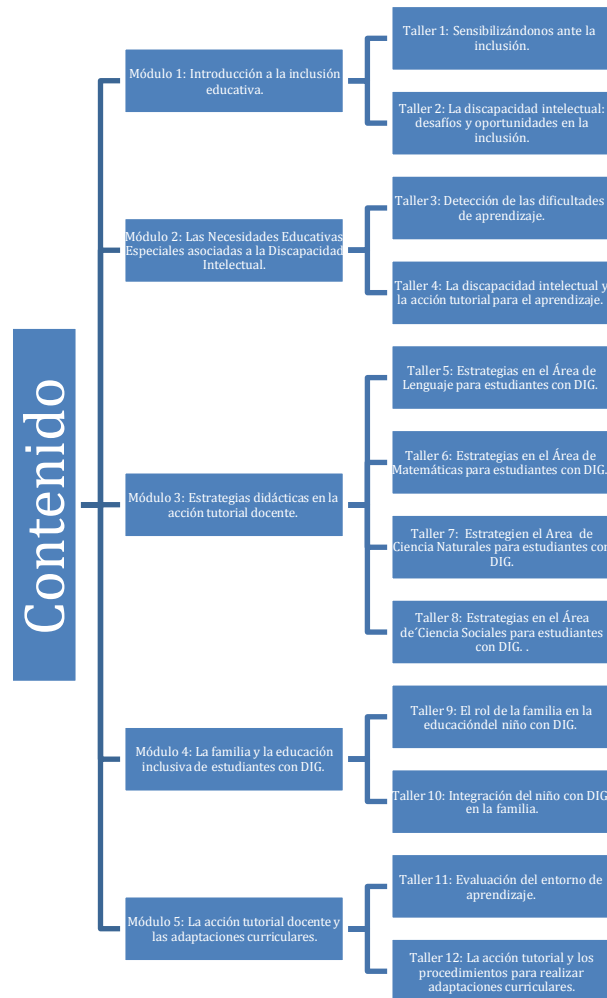 Contenido
Módulo 1: Introducción a la inclusión
educativa.
Taller 1: Sensibilizándonos ante la
inclusión.
Taller 2: La discapacidad intelectual:
desafíos y oportunidades en la
inclusión.
Módulo 2: Las Necesidades Educativas
Especiales asociadas a la Discapacidad
Intelectual.
Taller 3: Detección de las dificultades
de aprendizaje.
Taller 4: La discapacidad intelectual y
la acción tutorial para el aprendizaje.
Módulo 3: Estrategias didácticas en la
acción tutorial docente.
Taller 5: Estrategias en el Área de
Lenguaje para estudiantes con DIG.
Taller 6: Estrategias en el Área de
Matemáticas para estudiantes con DIG.
Taller 7: Estrategien el Area de
Ciencia Naturales para estudiantes con
DIG.
Taller 8: Estrategias en el Área
de´Ciencia Sociales para estudiantes
con DIG. .
Módulo 4: La familia y la educación
inclusiva de estudiantes con DIG.
Taller 9: El rol de la familia en la
educacióndel niño con DIG.
Taller 10: Integración del niño con DIG
en la familia.
Módulo 5: La acción tutorial docente y
las adaptaciones curriculares.
Taller 11: Evaluación del entorno de
aprendizaje.
Taller 12: La acción tutorial y los
procedimientos para realizar
adaptaciones curriculares.